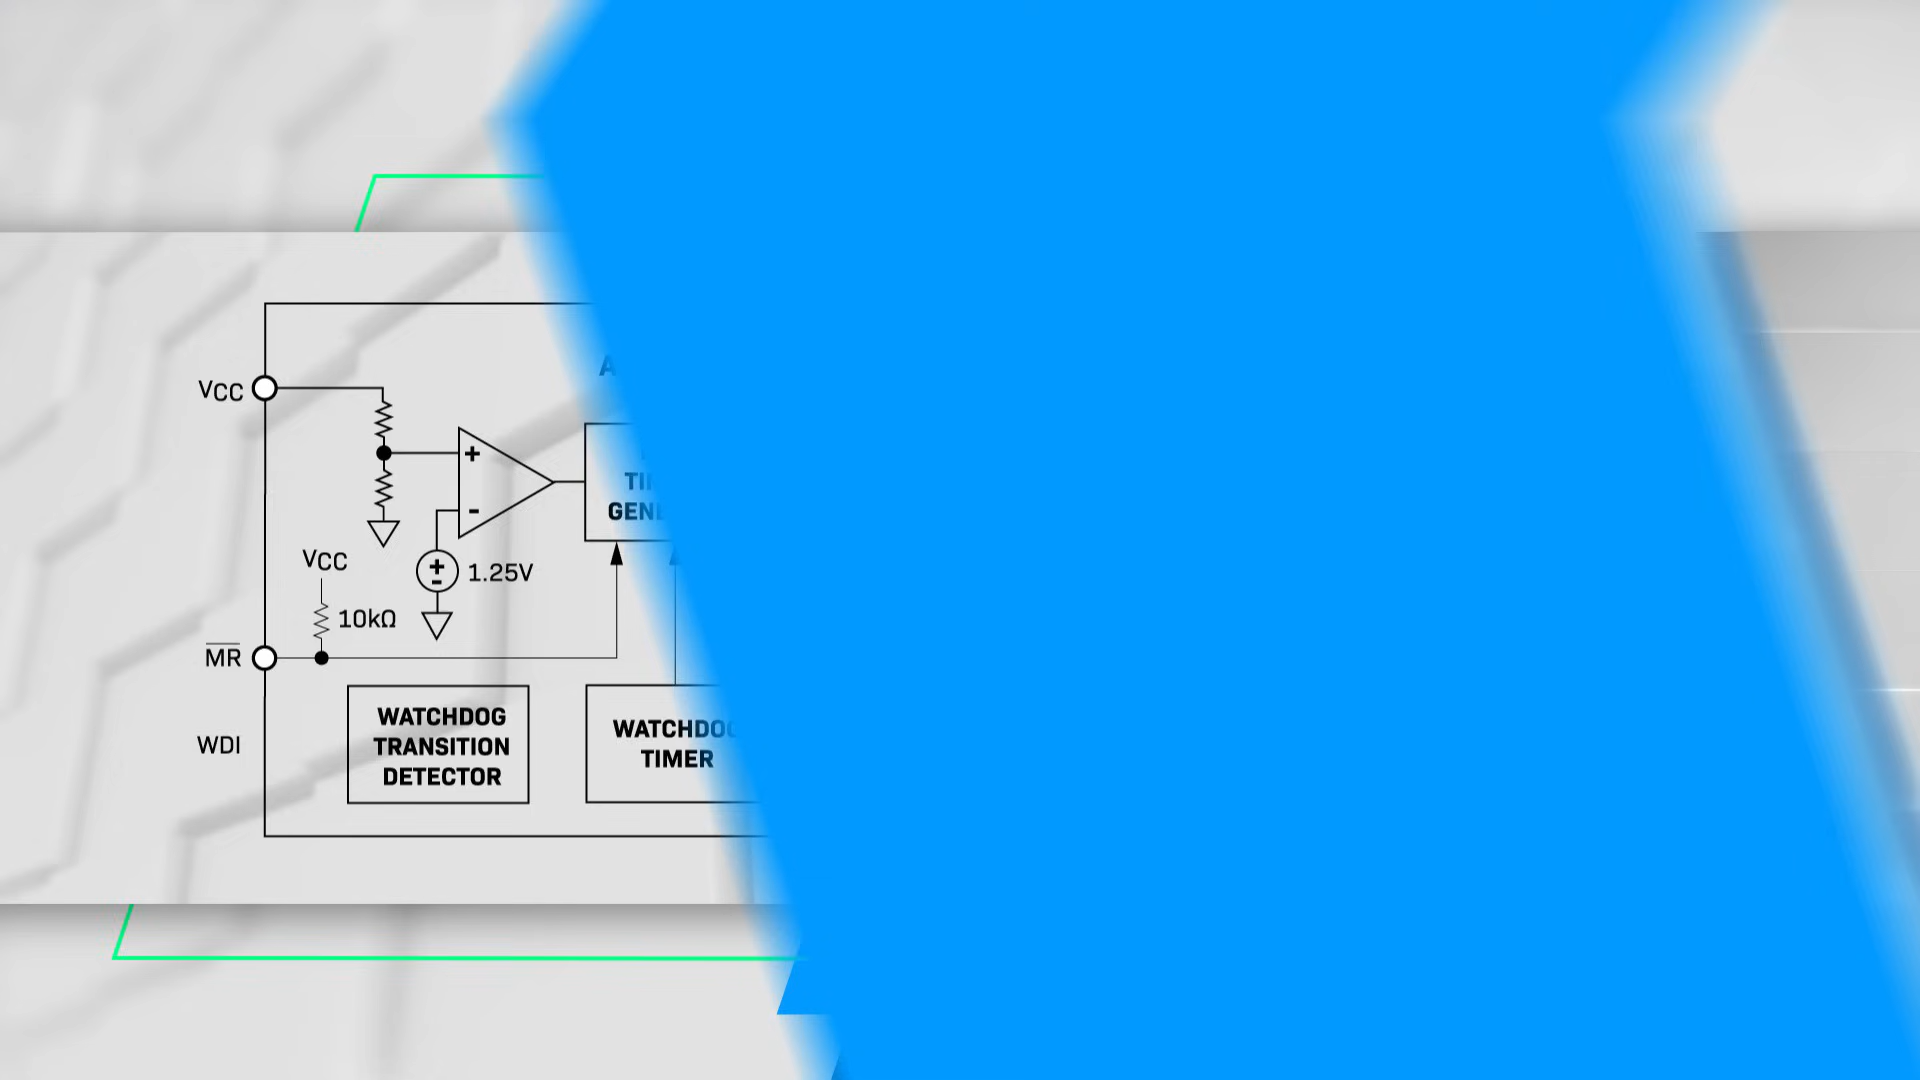 VCC
+
-
VCC
+
-
1.25V
10kΩ
MR
WATCHDOG
TRANSITION
DETECTOR
WATCHDOG
TIMER
WDI